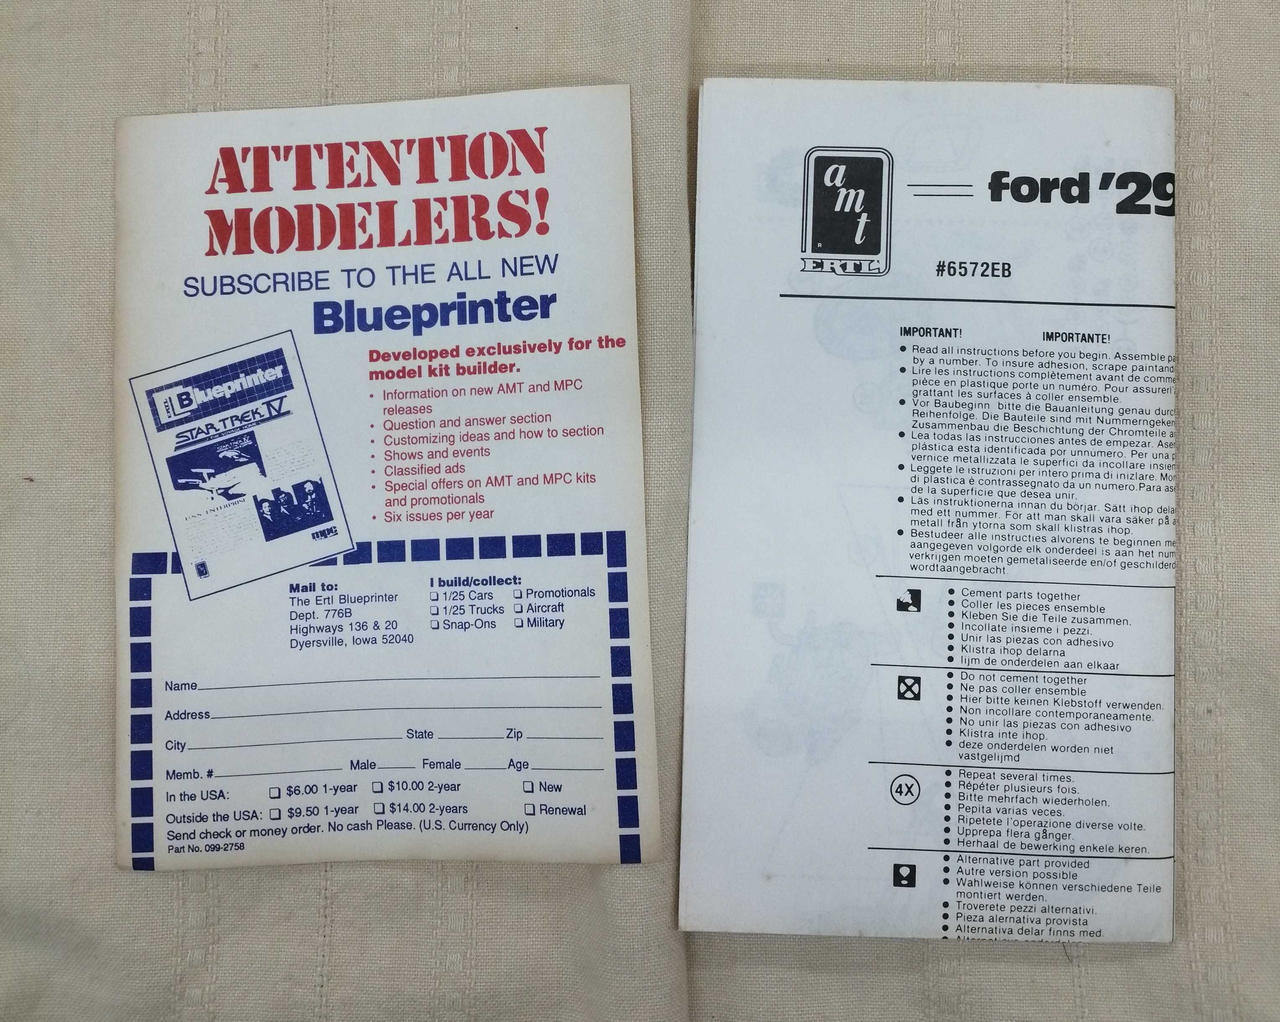 ATTENTION
MODELERS!
SUBSCRIBE TO THE ALL NEW
Blueprinter
Developed exclusively for the
model kit builder.
• Information on new AMT and MPC
releases
• Question and answer section
• Customizing ideas and how to section
• Shows and events
• Classified ads
• Special offers on AMT and MPC kits
and promotionals
• Six issues per year
ERTL
Blueprinter
STAR TREK IV
THE VOYAGE HOME
U.S.S. ENTERPRISE
mpc
Mail to:
The Ertl Blueprinter
Dept. 776B
Highways 136 & 20
Dyersville, Iowa 52040
I build/collect:
☐ 1/25 Cars ☐ Promotionals
☐ 1/25 Trucks ☐ Aircraft
☐ Snap-Ons ☐ Military
Name
Address
City State Zip
Memb. # Male Female Age
In the USA: ☐ $6.00 1-year ☐ $10.00 2-year ☐ New
Outside the USA: ☐ $9.50 1-year ☐ $14.00 2-years ☐ Renewal
Send check or money order. No cash Please. (U.S. Currency Only)
Part No. 099-2758
amt
R
ERTL
ford '29
#6572EB
IMPORTANT! IMPORTANTE!
• Read all instructions before you begin. Assemble
by a number. To insure adhesion, scrape paint and
• Lire les instructions complètement avant de
pièce en plastique porte un numéro. Pour
grattant les surfaces à coller ensemble.
• Vor Baubeginn bitte die Bauanleitung genau
Reihenfolge. Die Bauteile sind mit
Zusammenbau die Beschichtung der Chromteile
• Lea todas las instrucciones antes de empezar.
plástica esta identificada por unnumero. Per una
vernice metallizzata le superfici da incollare
• Leggete le istruzioni per intero prima di inizlare.
di plastica è contrassegnato da un numero.Para
de la superficie que desea unir.
• Läs instruktionerna innan du börjar. Sätt ihop
med ett nummer. För att man skall vara säker på
metall från ytorna som skall klistras ihop.
• Bestudeer alle instructies alvorens te beginnen
aangegeven volgorde elk onderdeel is aan het
verkrijgen moeten gemetaliseerde en/of
wordtaangebracht.
• Cement parts together
• Coller les pieces ensemble
• Kleben Sie die Teile zusammen.
• Incollate insieme i pezzi.
• Unir las piezas con adhesivo
• Klistra ihop delarna
• lijm de onderdelen aan elkaar
• Do not cement together
• Ne pas coller ensemble
• Hier bitte keinen Klebstoff verwenden.
• Non incollare contemporaneamente.
• No unir las piezas con adhesivo
• Klistra inte ihop.
• deze onderdelen worden niet
vastgelijmd
4X
• Repeat several times.
• Répéter plusieurs fois.
• Bitte mehrfach wiederholen.
• Pepita varias veces.
• Ripetete l'operazione diverse volte.
• Upprepa flera gånger.
• Herhaal de bewerking enkele keren.
• Alternative part provided
• Autre version possible
• Wahlweise können verschiedene Teile
montiert werden.
• Troverete pezzi alternativi.
• Pieza alernativa provista
• Alternativa delar finns med.